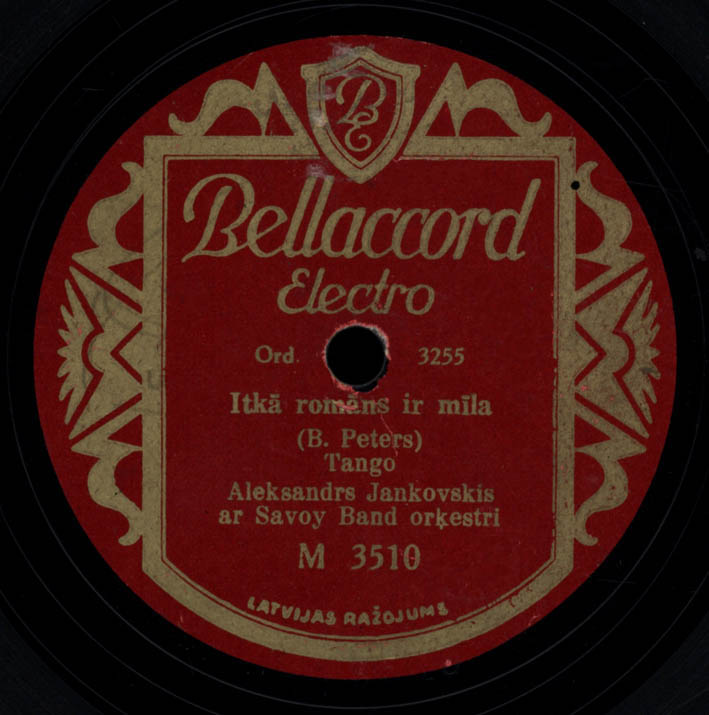 BE
Bellaccord
Electro
Ord. 3255
Itkā romāns ir mīla
(B. Peters)
Tango
Aleksandrs Jankovskis
ar Savoy Band orķestri
M 3510
LATVIJAS RAŽOJUMS